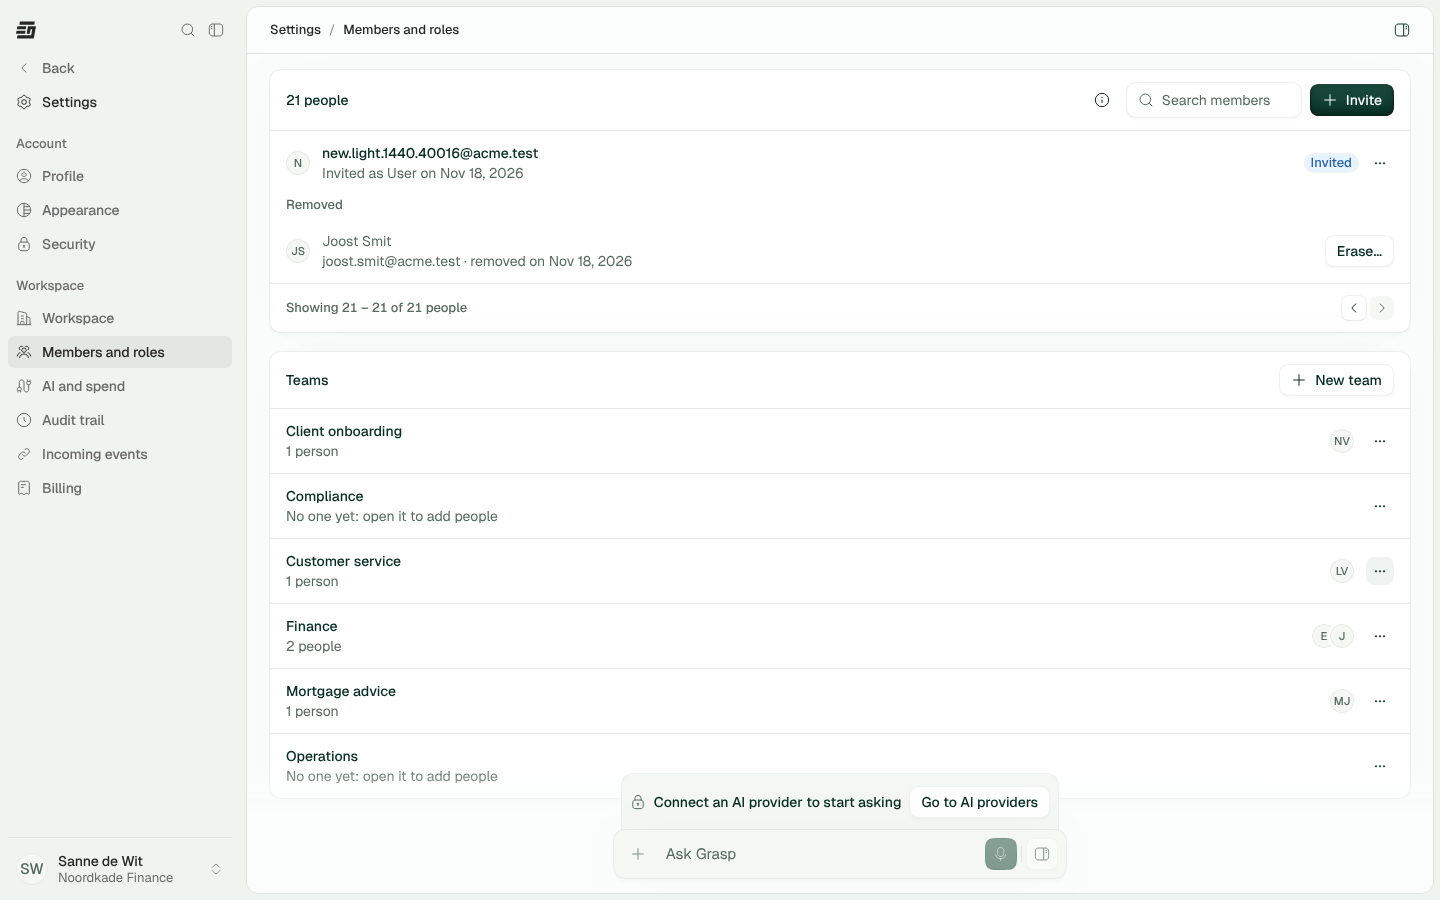 Settings / Members and roles
Back
Settings
Account
Profile
Appearance
Security
Workspace
Workspace
Members and roles
AI and spend
Audit trail
Incoming events
Billing
SW
Sanne de Wit
Noordkade Finance
21 people
Search members
Invite
N
new.light.1440.40016@acme.test
Invited as User on Nov 18, 2026
Invited
Removed
JS
Joost Smit
joost.smit@acme.test · removed on Nov 18, 2026
Erase...
Showing 21 – 21 of 21 people
Teams
New team
Client onboarding
1 person
NV
Compliance
No one yet: open it to add people
Customer service
1 person
LV
Finance
2 people
E J
Mortgage advice
1 person
MJ
Operations
No one yet: open it to add people
Connect an AI provider to start asking
Go to AI providers
Ask Grasp